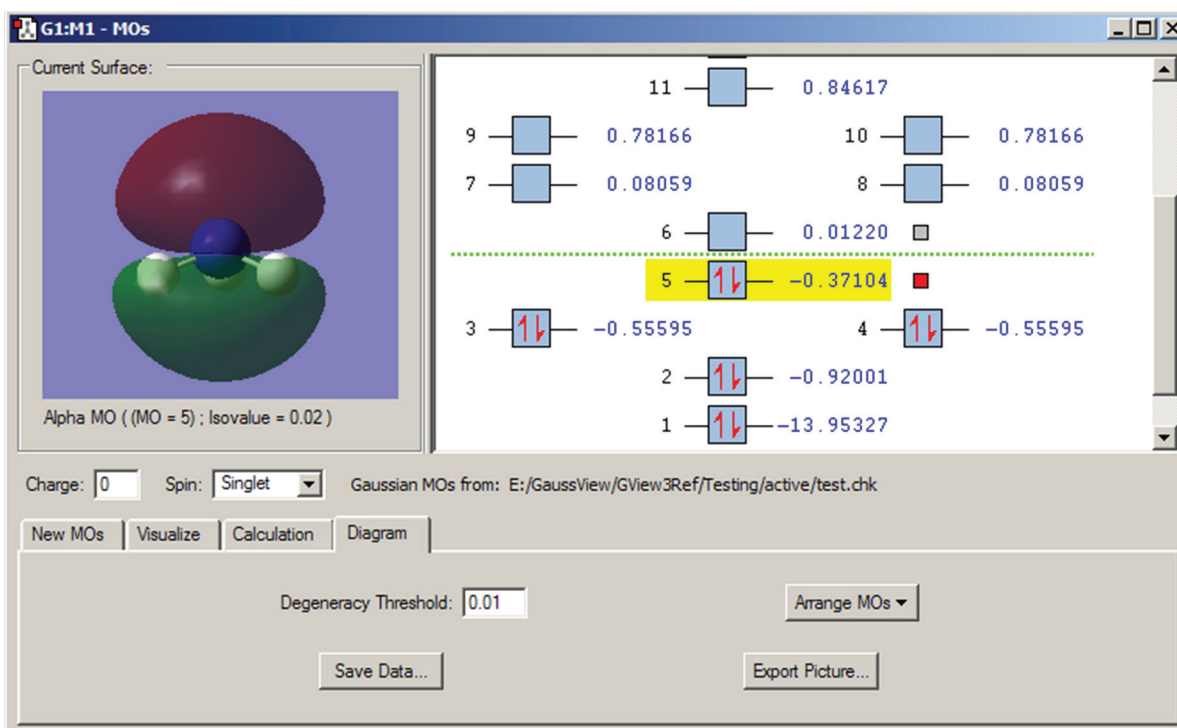 G1:M1 - MOs
Current Surface:
11 0.84617
9 0.78166 10 0.78166
7 0.08059 8 0.08059
6 0.01220
5 -0.37104
3 -0.55595 4 -0.55595
2 -0.92001
1 -13.95327
Alpha MO ( (MO = 5) ; Isovalue = 0.02 )
Charge: 0 Spin: Singlet Gaussian MOs from: E:/GaussView/GView3Ref/Testing/active/test.chk
New MOs Visualize Calculation Diagram
Degeneracy Threshold: 0.01 Arrange MOs
Save Data... Export Picture...